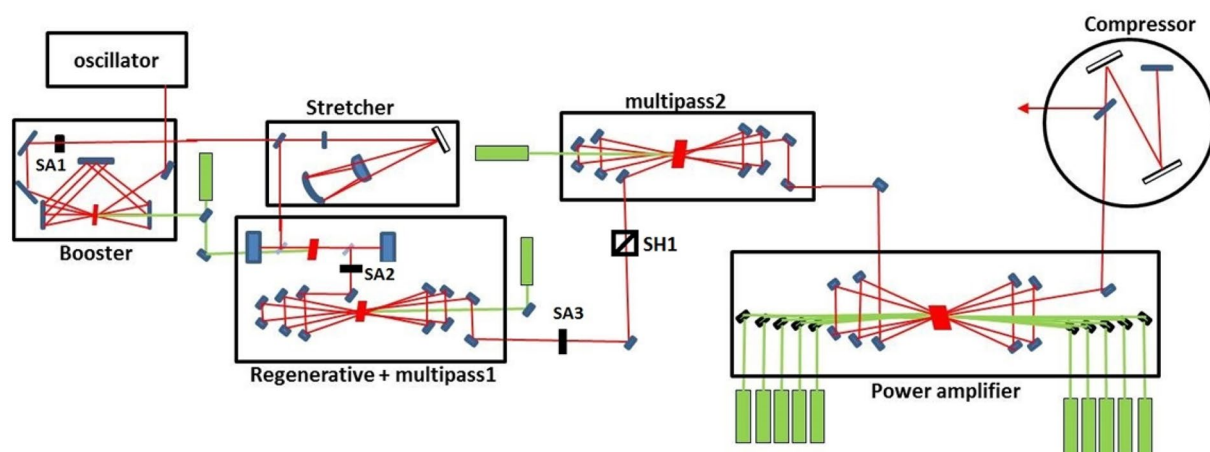 Compressor
oscillator
Stretcher
multipass2
SA1
Booster
SH1
SA2
SA3
Regenerative + multipass1
Power amplifier